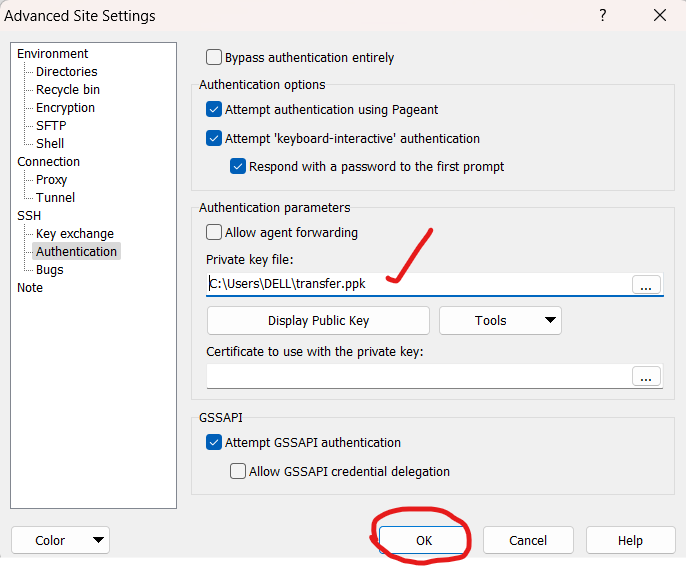 Advanced Site Settings
?
Environment
Directories
Recycle bin
Encryption
SFTP
Shell
Connection
Proxy
Tunnel
SSH
Key exchange
Authentication
Bugs
Note
Bypass authentication entirely
Authentication options
Attempt authentication using Pageant
Attempt 'keyboard-interactive' authentication
Respond with a password to the first prompt
Authentication parameters
Allow agent forwarding
Private key file:
C:\Users\DELL\transfer.ppk
...
Display Public Key
Tools
Certificate to use with the private key:
...
GSSAPI
Attempt GSSAPI authentication
Allow GSSAPI credential delegation
Color
OK
Cancel
Help